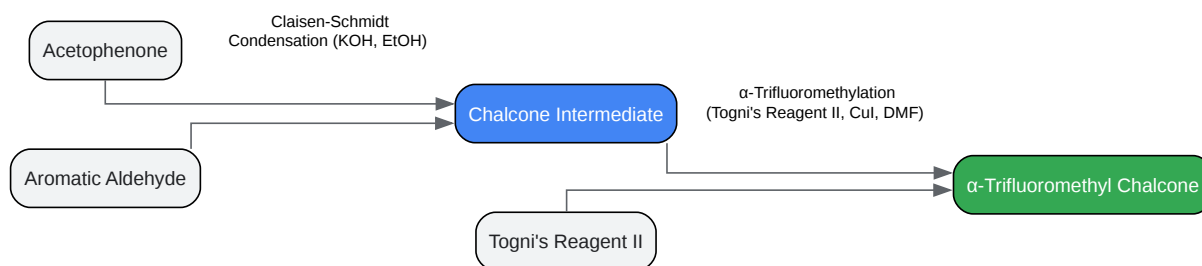 Claisen-Schmidt
Condensation (KOH, EtOH)
Acetophenone
α-Trifluoromethylation
(Togni's Reagent II, CuI, DMF)
Chalcone Intermediate
Aromatic Aldehyde
α-Trifluoromethyl Chalcone
Togni's Reagent II